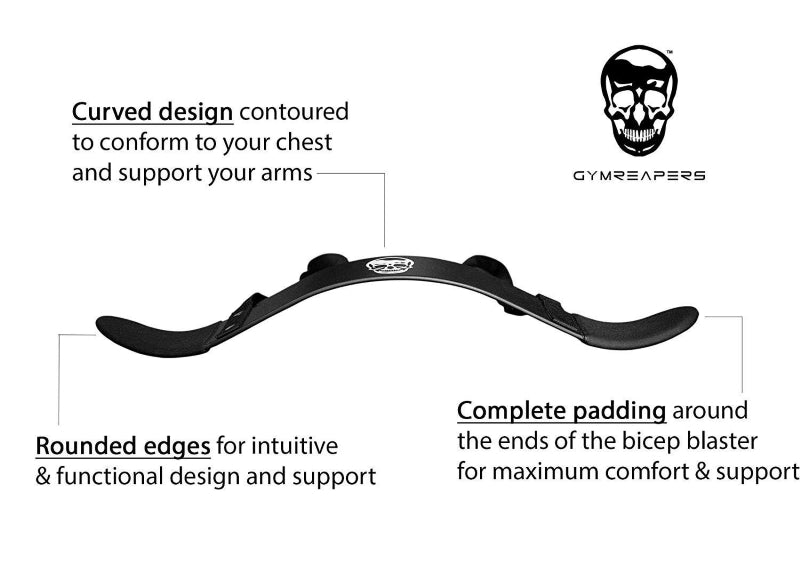 Curved design contoured
to conform to your chest
and support your arms
TM
GYMREAPERS
Rounded edges for intuitive
& functional design and support
Complete padding around
the ends of the bicep blaster
for maximum comfort & support